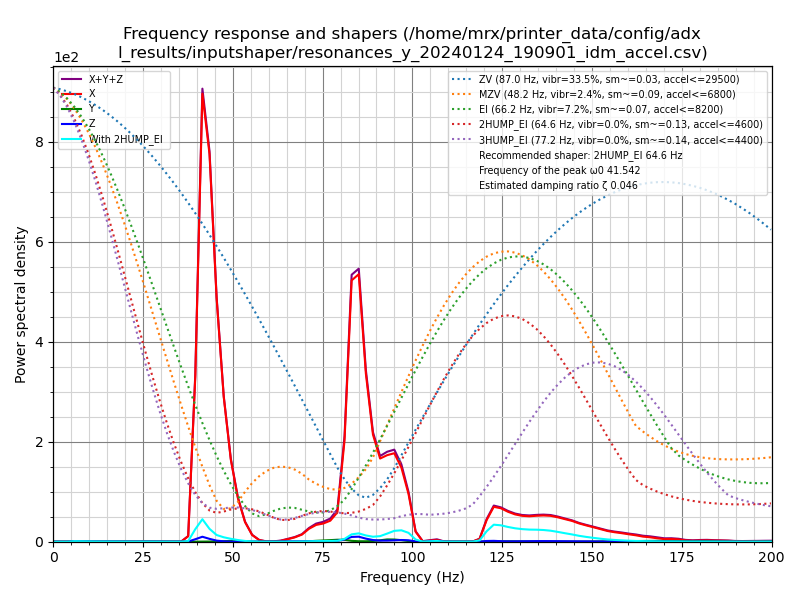 Frequency response and shapers (/home/mrx/printer_data/config/adx
l_results/inputshaper/resonances_y_20240124_190901_idm_accel.csv)
1e2
X+Y+Z
X
Y
Z
With 2HUMP_EI
ZV (87.0 Hz, vibr=33.5%, sm~=0.03, accel<=29500)
MZV (48.2 Hz, vibr=2.4%, sm~=0.09, accel<=6800)
EI (66.2 Hz, vibr=7.2%, sm~=0.07, accel<=8200)
2HUMP_EI (64.6 Hz, vibr=0.0%, sm~=0.13, accel<=4600)
3HUMP_EI (77.2 Hz, vibr=0.0%, sm~=0.14, accel<=4400)
Recommended shaper: 2HUMP_EI 64.6 Hz
Frequency of the peak ω0 41.542
Estimated damping ratio ζ 0.046
Power spectral density
8
6
4
2
0
0 25 50 75 100 125 150 175 200
Frequency (Hz)